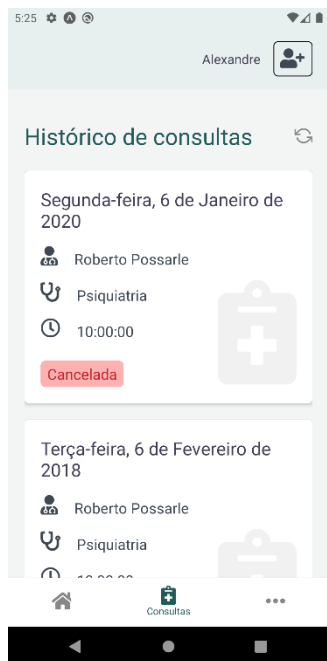 5:25
Alexandre
Histórico de consultas
Segunda-feira, 6 de Janeiro de
2020
Roberto Possarle
Psiquiatria
10:00:00
Cancelada
Terça-feira, 6 de Fevereiro de
2018
Roberto Possarle
Psiquiatria
Consultas